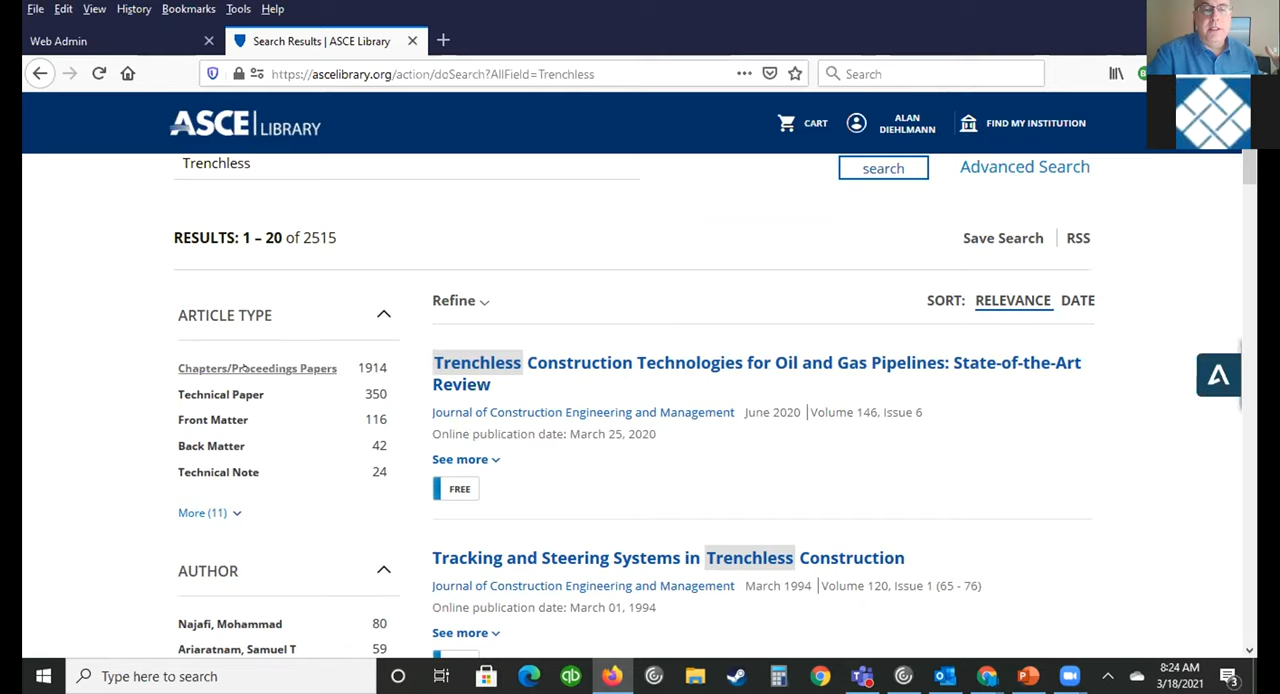 File Edit View History Bookmarks Tools Help
Web Admin
Search Results | ASCE Library
https://ascelibrary.org/action/doSearch?AllField=Trenchless
Search
ASCE | LIBRARY
CART
ALAN DIEHLMANN
FIND MY INSTITUTION
Trenchless
search
Advanced Search
RESULTS: 1 – 20 of 2515
Save Search
RSS
ARTICLE TYPE
Chapters/Proceedings Papers 1914
Technical Paper 350
Front Matter 116
Back Matter 42
Technical Note 24
More (11)
AUTHOR
Najafi, Mohammad 80
Ariaratnam, Samuel T 59
Refine
SORT: RELEVANCE DATE
Trenchless Construction Technologies for Oil and Gas Pipelines: State-of-the-Art
Review
Journal of Construction Engineering and Management June 2020 | Volume 146, Issue 6
Online publication date: March 25, 2020
See more
FREE
Tracking and Steering Systems in Trenchless Construction
Journal of Construction Engineering and Management March 1994 | Volume 120, Issue 1 (65 - 76)
Online publication date: March 01, 1994
See more
Type here to search
8:24 AM
3/18/2021